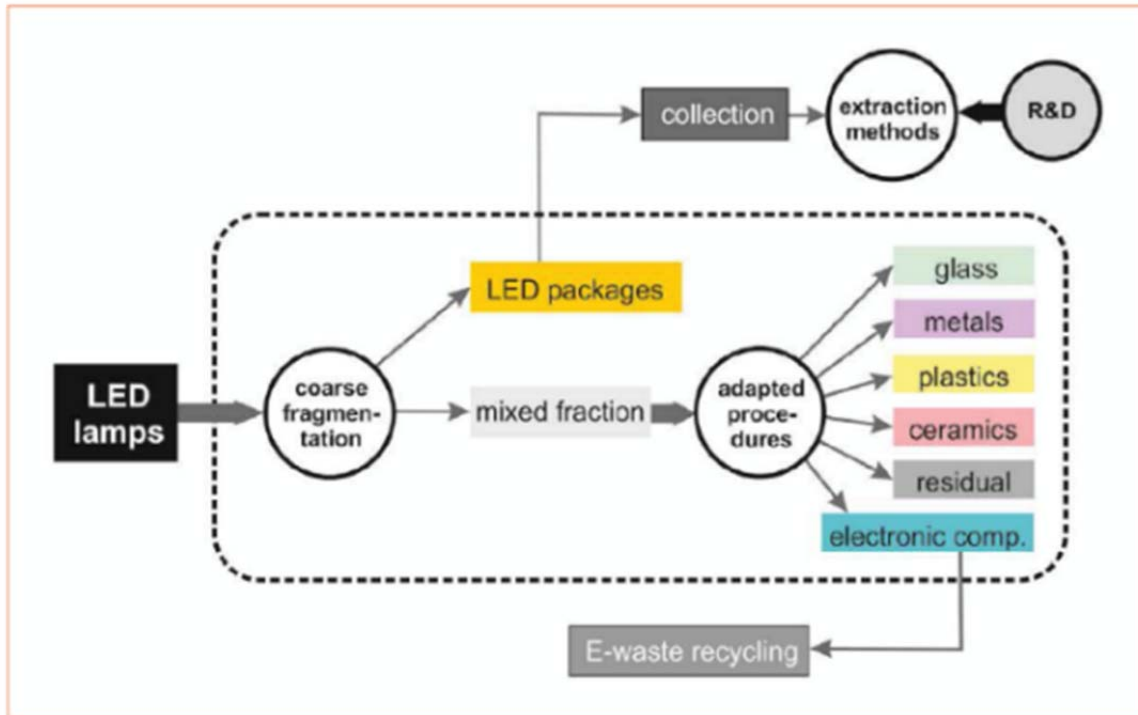 collection
extraction
methods
R&D
LED packages
LED
lamps
coarse
fragmen-
tation
mixed fraction
adapted
proce-
dures
glass
metals
plastics
ceramics
residual
electronic comp.
E-waste recycling